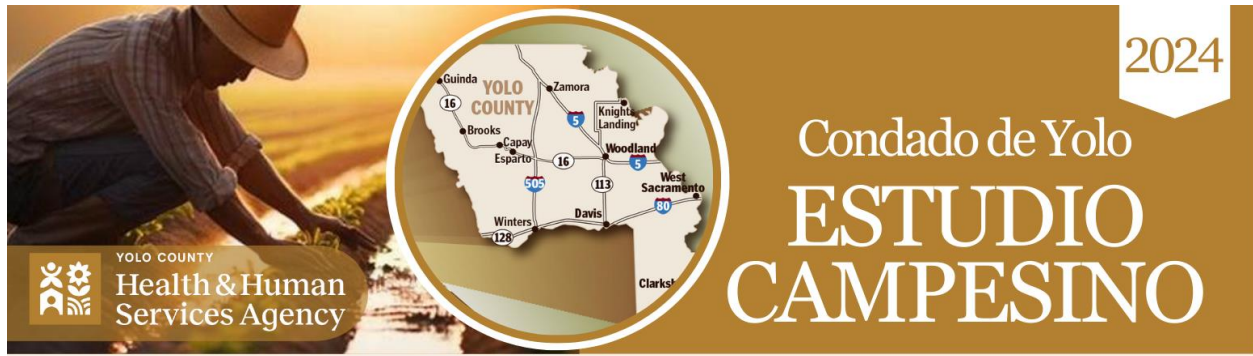 YOLO COUNTY
Health & Human
Services Agency
Guinda
YOLO
COUNTY
Zamora
16
5
Knights
Landing
Brooks
Capay
Esparto
16
Woodland
5
505
113
West
Sacramento
80
Winters
Davis
128
2024
Condado de Yolo
ESTUDIO
CAMPESINO